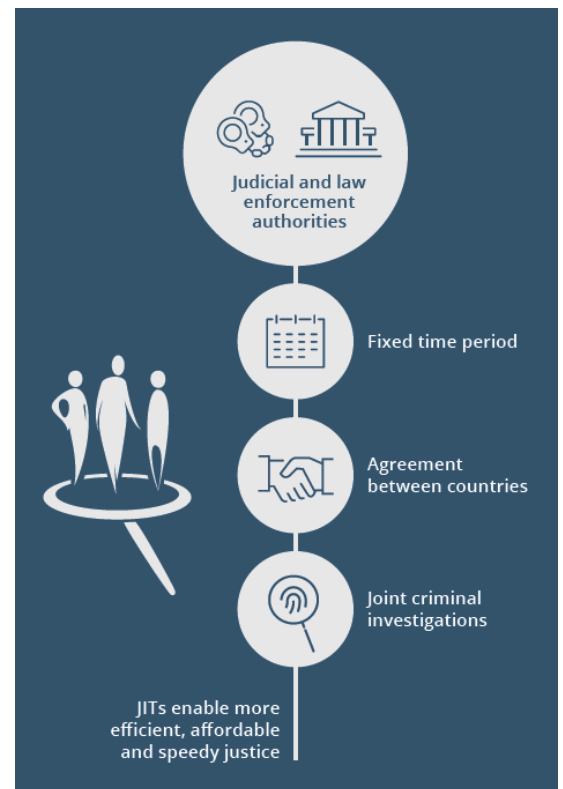 Judicial and law
enforcement
authorities
Fixed time period
Agreement
between countries
Joint criminal
investigations
JITs enable more
efficient, affordable
and speedy justice